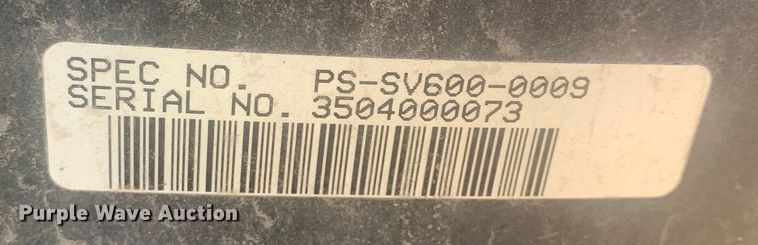 SPEC NO. PS-SV600-0009
SERIAL NO. 3504000073
Purple Wave Auction